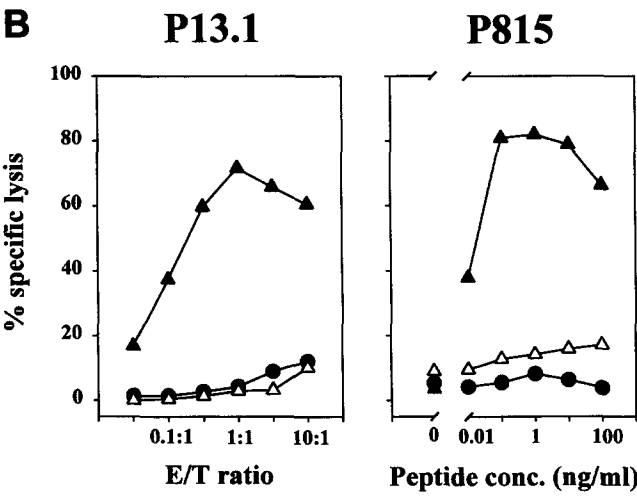 B
P13.1
P815
% specific lysis
100
80
60
40
20
0
0.1:1 1:1 10:1
E/T ratio
0 0.01 1 100
Peptide conc. (ng/ml)